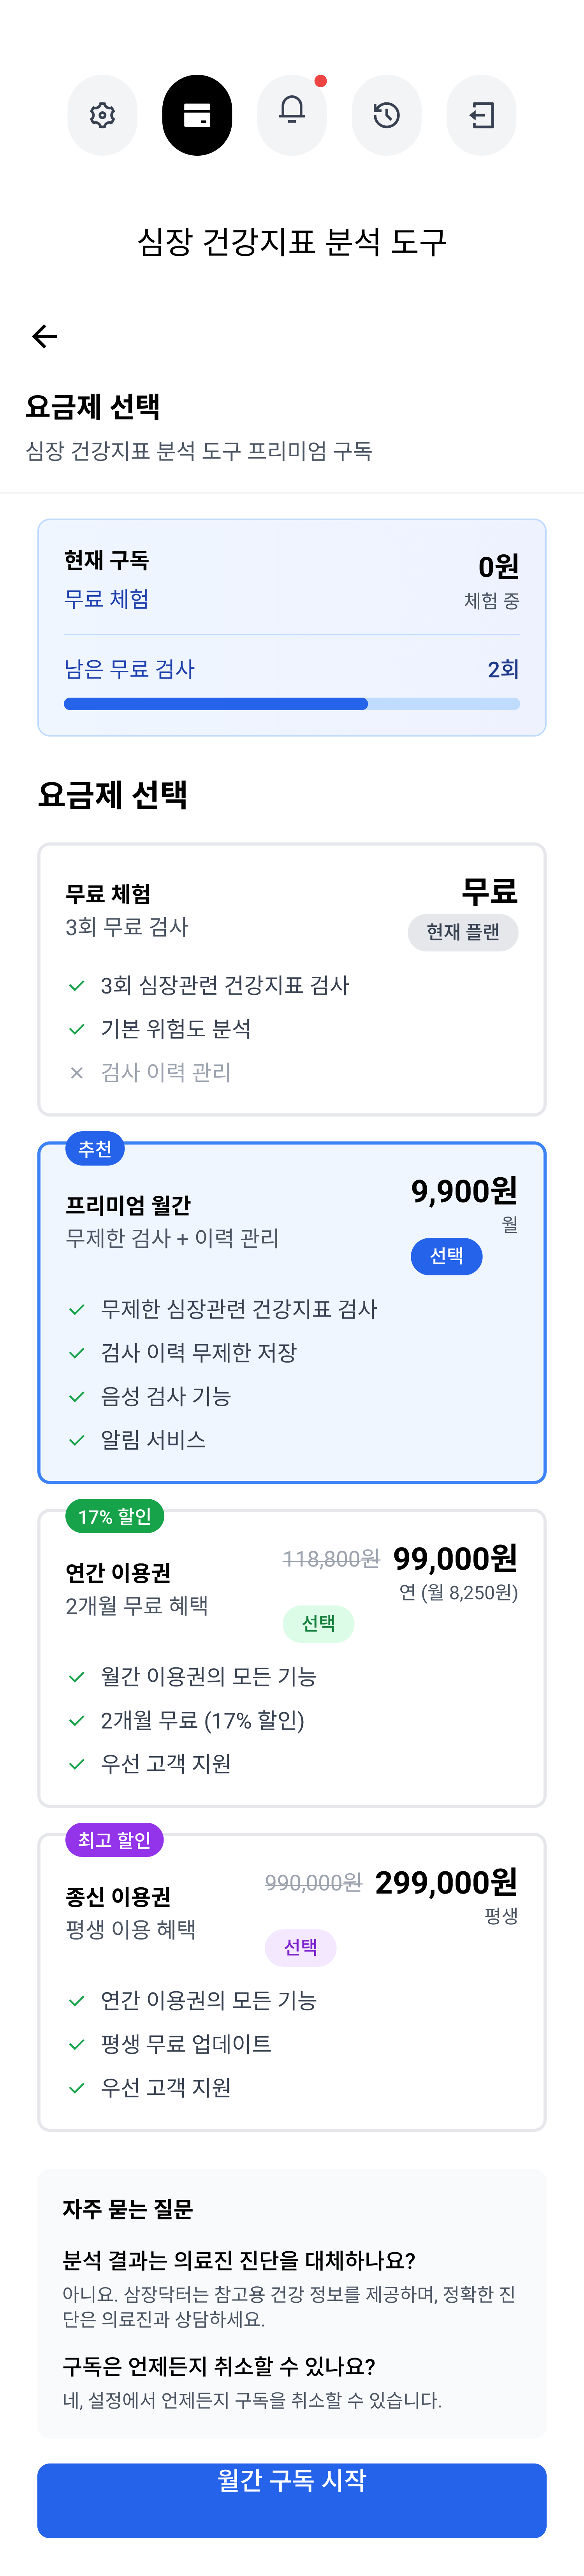 심장 건강지표 분석 도구
요금제 선택
심장 건강지표 분석 도구 프리미엄 구독
현재 구독
0원
무료 체험
체험 중
남은 무료 검사
2회
요금제 선택
무료 체험
무료
3회 무료 검사
현재 플랜
3회 심장관련 건강지표 검사
기본 위험도 분석
검사 이력 관리
추천
프리미엄 월간
9,900원
무제한 검사 + 이력 관리
월
선택
무제한 심장관련 건강지표 검사
검사 이력 무제한 저장
음성 검사 기능
알림 서비스
17% 할인
연간 이용권
118,800원 99,000원
2개월 무료 혜택
연 (월 8,250원)
선택
월간 이용권의 모든 기능
2개월 무료 (17% 할인)
우선 고객 지원
최고 할인
종신 이용권
990,000원 299,000원
평생 이용 혜택
평생
선택
연간 이용권의 모든 기능
평생 무료 업데이트
우선 고객 지원
자주 묻는 질문
분석 결과는 의료진 진단을 대체하나요?
아니요. 삼장닥터는 참고용 건강 정보를 제공하며, 정확한 진
단은 의료진과 상담하세요.
구독은 언제든지 취소할 수 있나요?
네, 설정에서 언제든지 구독을 취소할 수 있습니다.
월간 구독 시작